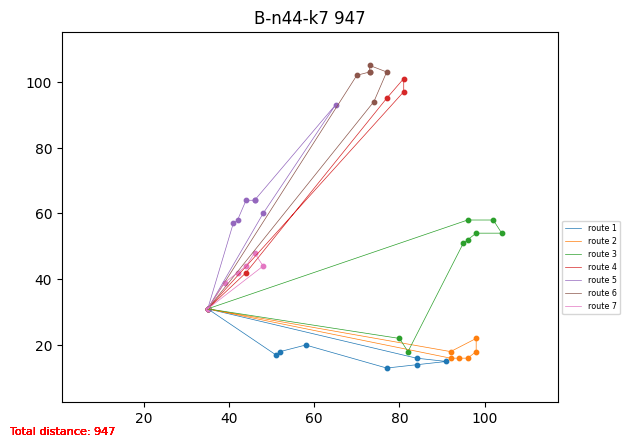 B-n44-k7 947
100
80
60
40
20
20
40
60
80
100
route 1
route 2
route 3
route 4
route 5
route 6
route 7
Total distance: 947